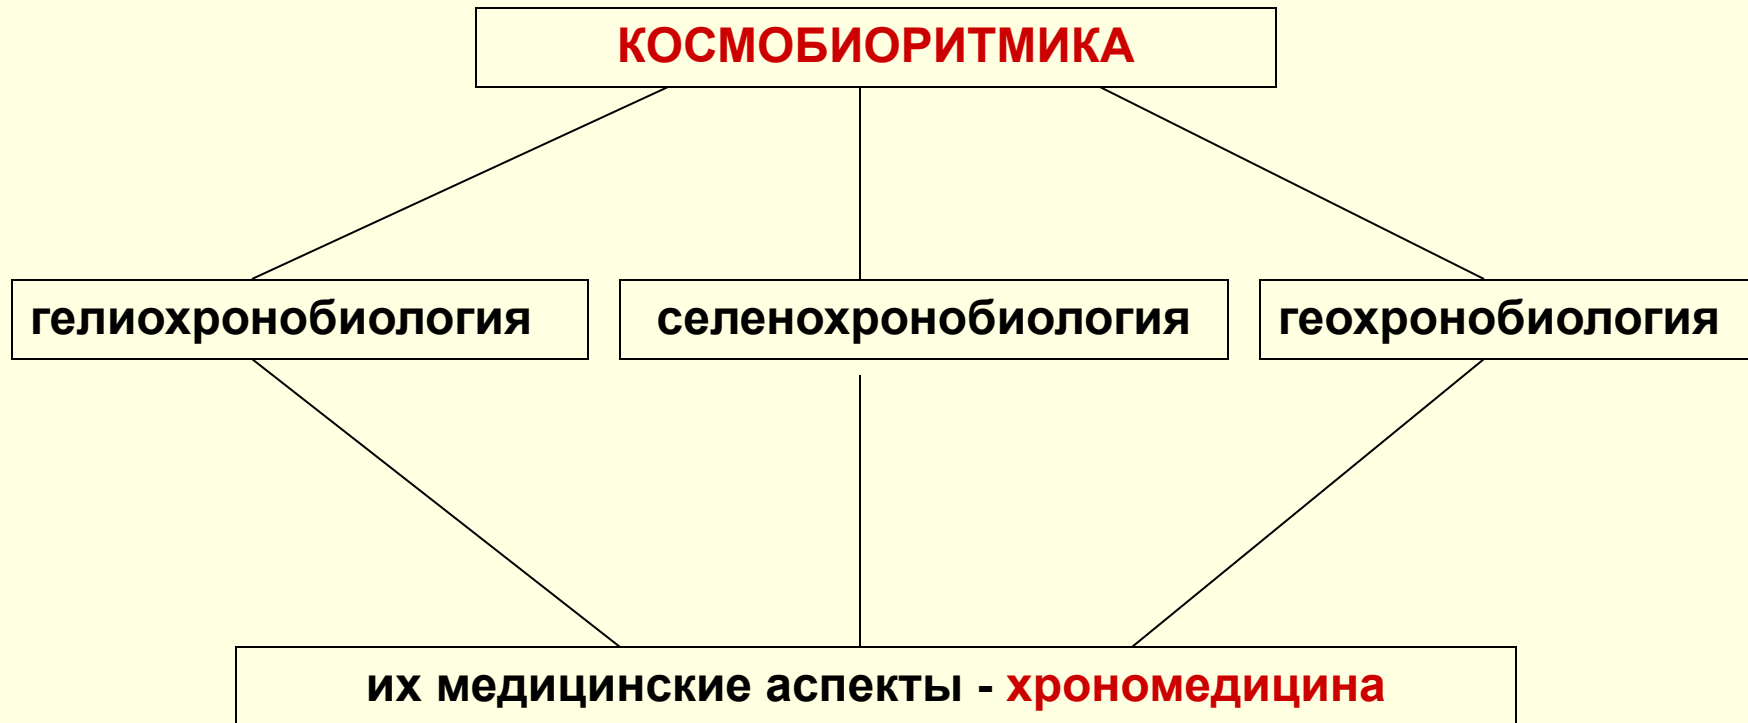 КОСМОБИОРИТМИКА
гелиохронобиология
селенохронобиология
геохронобиология
их медицинские аспекты - хрономедицина